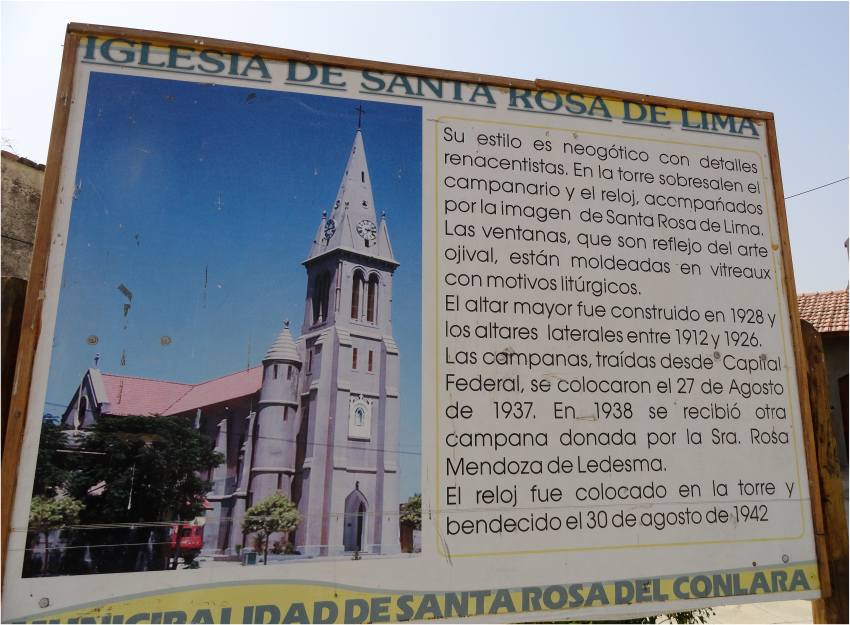 IGLESIA DE SANTA ROSA DE LIMA
Su estilo es neogótico con detalles
renacentistas. En la torre sobresalen el
campanario y el reloj, acompañados
por la imagen de Santa Rosa de Lima.
Las ventanas, que son reflejo del arte
ojival, están moldeadas en vitreaux
con motivos litúrgicos.
El altar mayor fue construido en 1928 y
los altares laterales entre 1912 y 1926.
Las campanas, traídas desde Capital
Federal, se colocaron el 27 de Agosto
de 1937. En 1938 se recibió otra
campana donada por la Sra. Rosa
Mendoza de Ledesma.
El reloj fue colocado en la torre y
bendecido el 30 de agosto de 1942
MUNICIPALIDAD DE SANTA ROSA DEL CONLARA